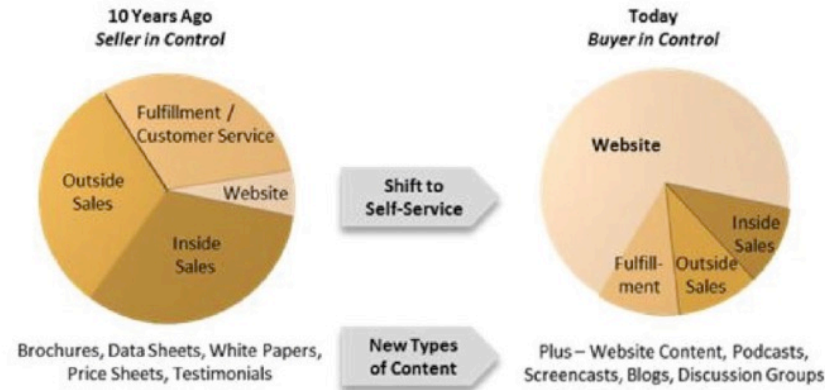 10 Years Ago
Seller in Control
Fulfillment /
Customer Service
Outside
Sales
Website
Inside
Sales
Brochures, Data Sheets, White Papers,
Price Sheets, Testimonials
Shift to
Self-Service
New Types
of Content
Today
Buyer in Control
Website
Inside
Sales
Outside
Sales
Fulfill-
ment
Plus – Website Content, Podcasts,
Screencasts, Blogs, Discussion Groups